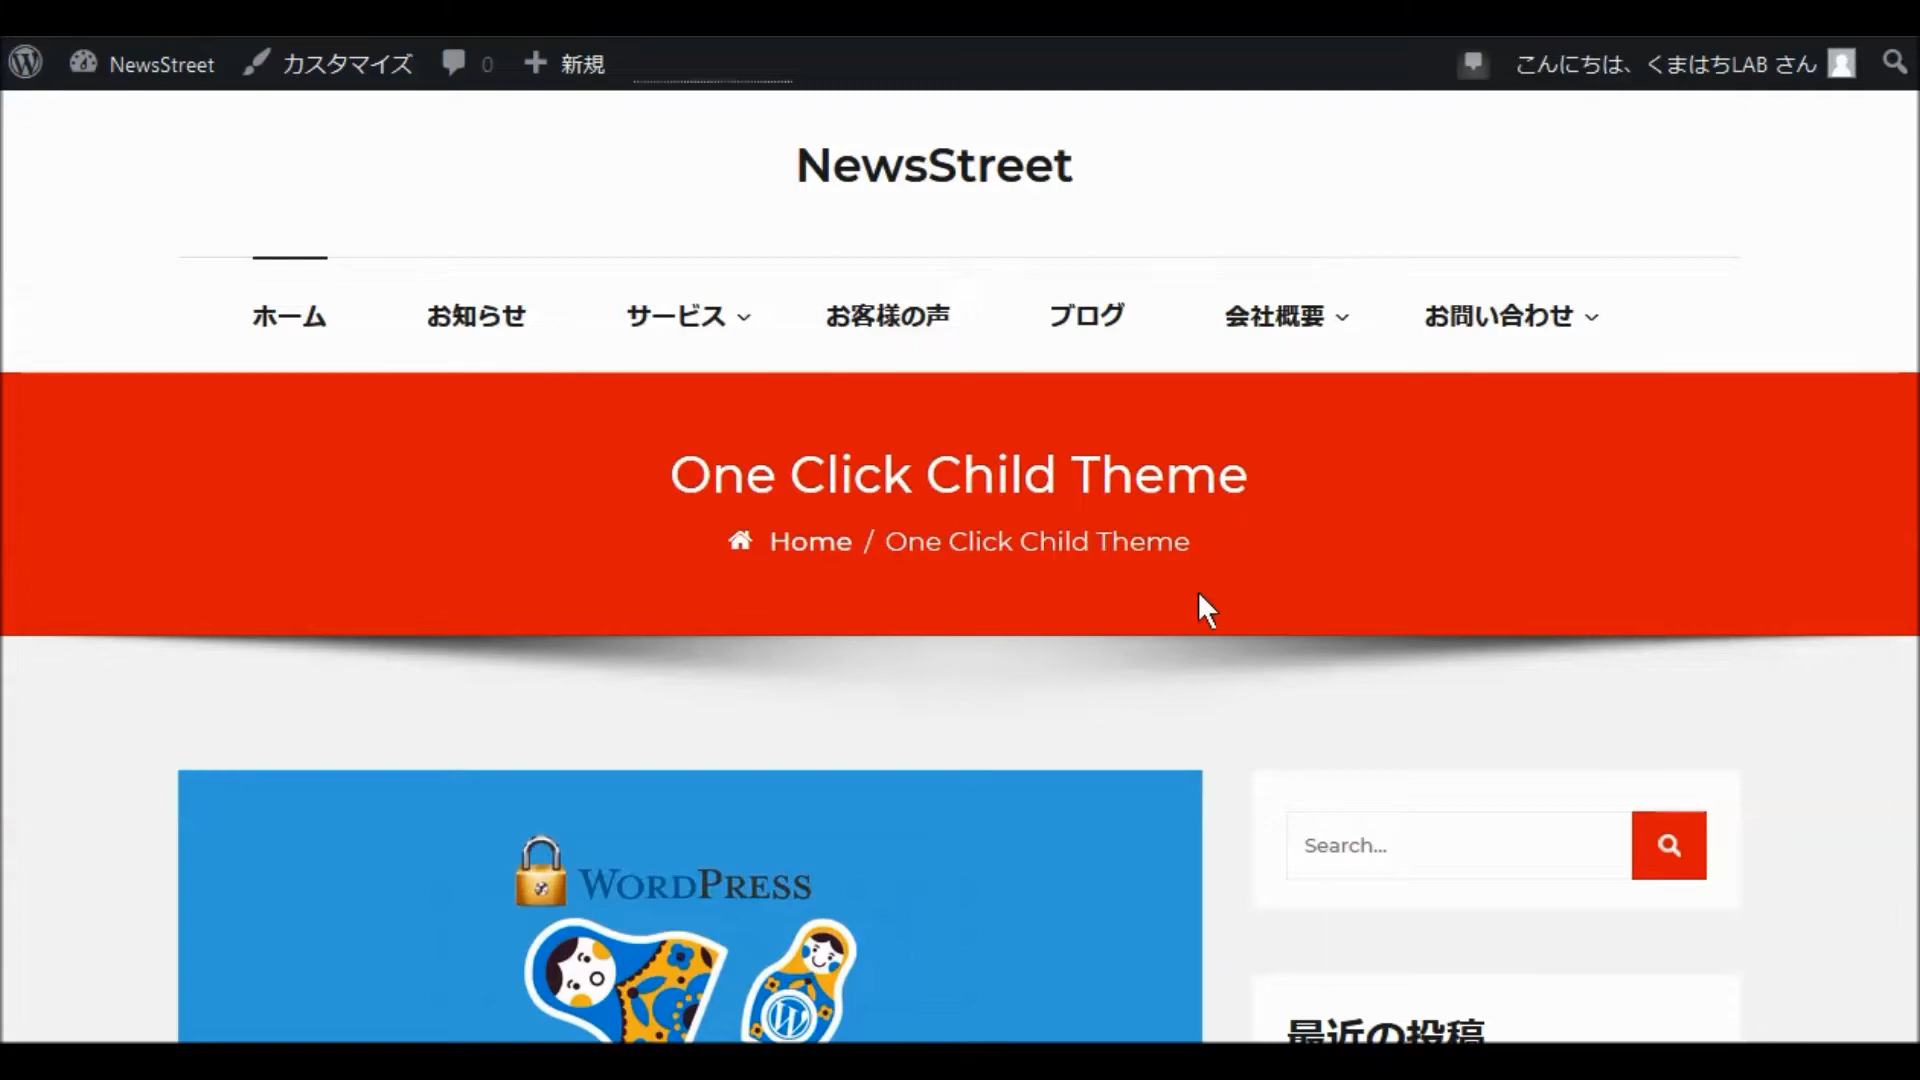 NewsStreet カスタマイズ 0 新規 こんにちは、くまはちLAB さん
NewsStreet
ホーム お知らせ サービス お客様の声 ブログ 会社概要 お問い合わせ
One Click Child Theme
Home / One Click Child Theme
WORDPRESS
Search...
最近の投稿